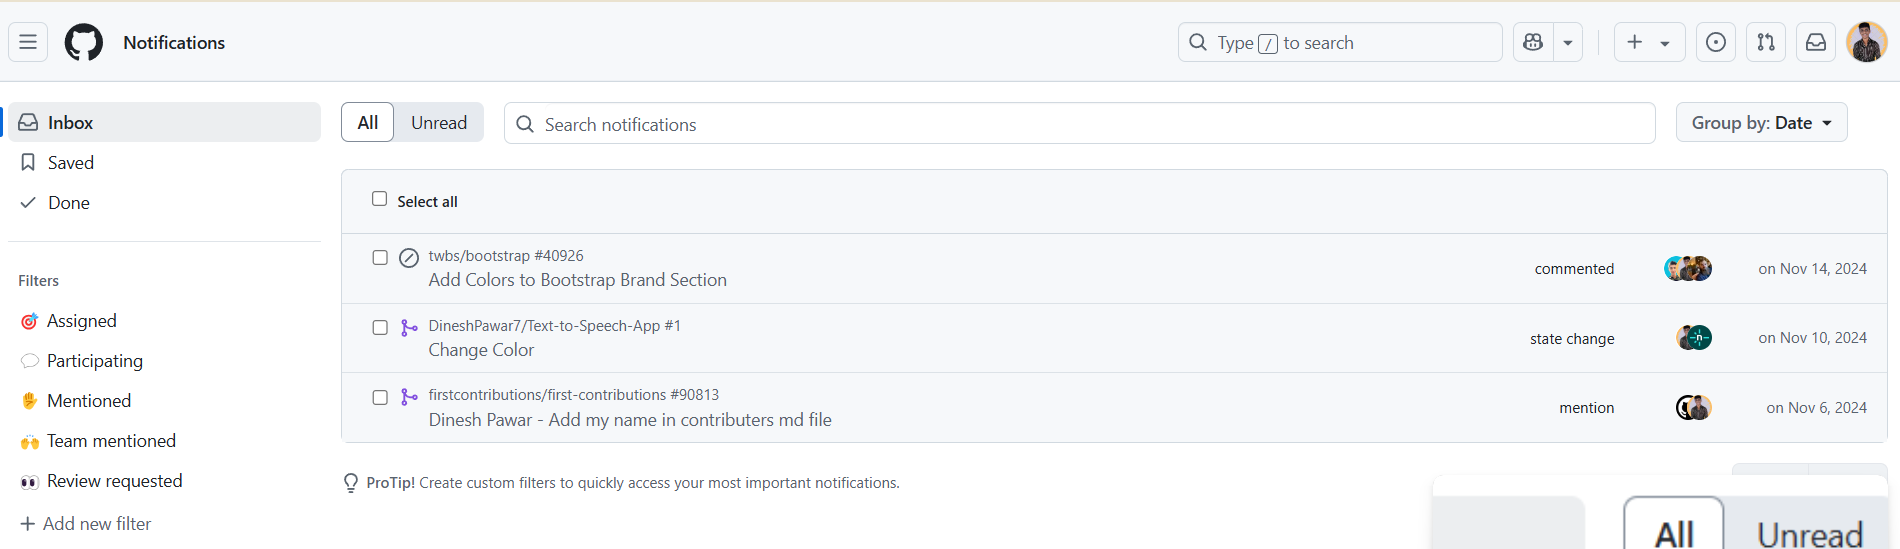 Notifications
Type / to search
Inbox
Saved
Done
Filters
Assigned
Participating
Mentioned
Team mentioned
Review requested
Add new filter
All Unread
Search notifications
Group by: Date
Select all
twbs/bootstrap #40926
Add Colors to Bootstrap Brand Section
commented
on Nov 14, 2024
DineshPawar7/Text-to-Speech-App #1
Change Color
state change
on Nov 10, 2024
firstcontributions/first-contributions #90813
Dinesh Pawar - Add my name in contributers md file
mention
on Nov 6, 2024
ProTip! Create custom filters to quickly access your most important notifications.
All Unread